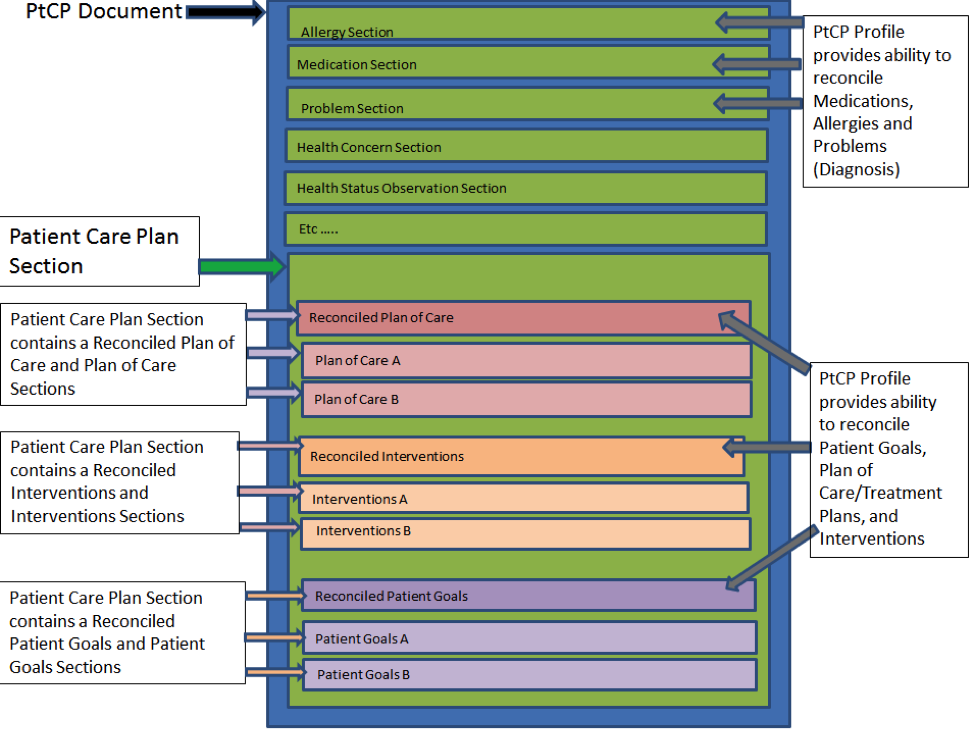 PtCP Document
Allergy Section
Medication Section
Problem Section
Health Concern Section
Health Status Observation Section
Etc .....
PtCP Profile
provides ability to
reconcile
Medications,
Allergies and
Problems
(Diagnosis)
Patient Care Plan
Section
Patient Care Plan Section
contains a Reconciled Plan of
Care and Plan of Care
Sections
Reconciled Plan of Care
Plan of Care A
Plan of Care B
Patient Care Plan Section
contains a Reconciled
Interventions and
Interventions Sections
Reconciled Interventions
Interventions A
Interventions B
PtCP Profile
provides ability
to reconcile
Patient Goals,
Plan of
Care/Treatment
Plans, and
Interventions
Patient Care Plan Section
contains a Reconciled
Patient Goals and Patient
Goals Sections
Reconciled Patient Goals
Patient Goals A
Patient Goals B